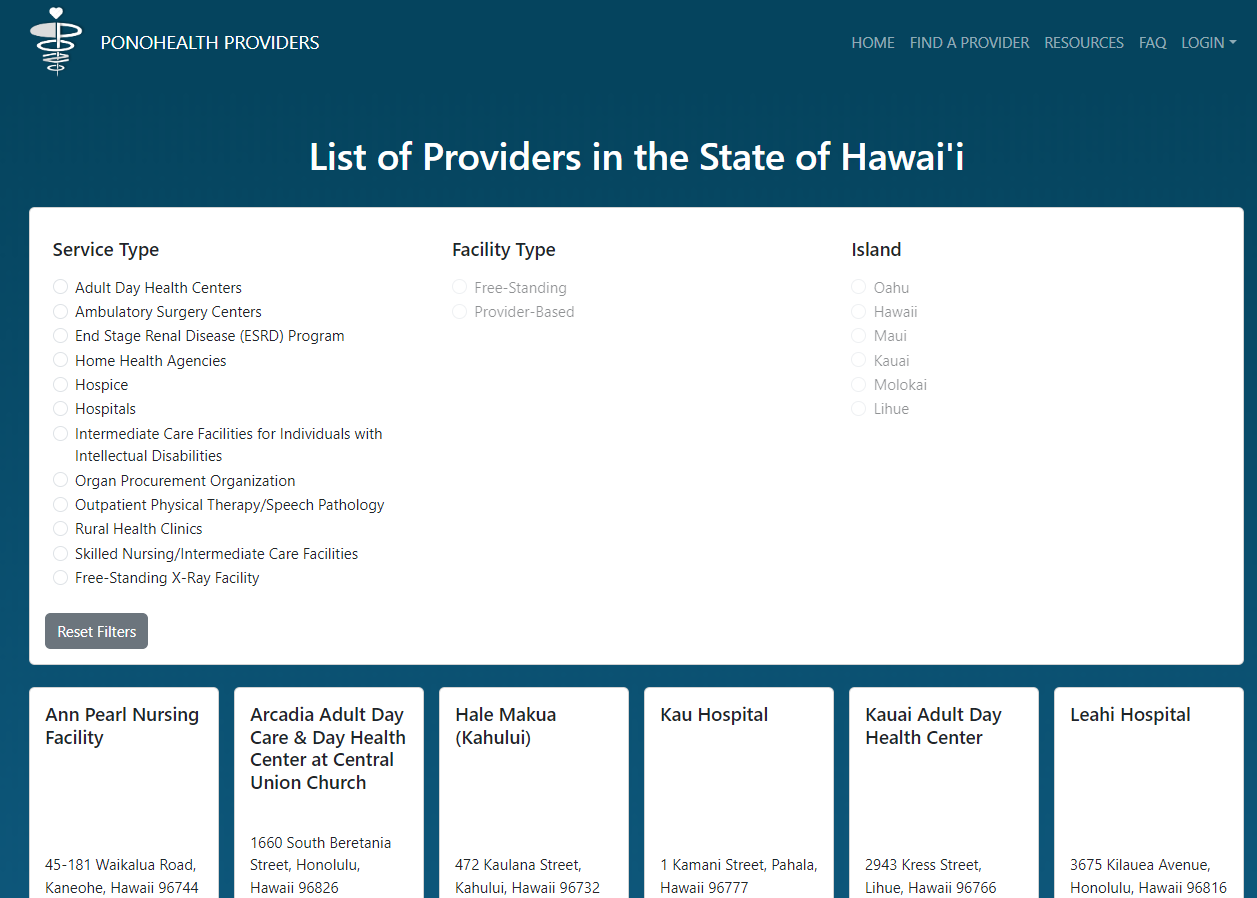 PONOHEALTH PROVIDERS
HOME FIND A PROVIDER RESOURCES FAQ LOGIN
List of Providers in the State of Hawai'i
Service Type
Adult Day Health Centers
Ambulatory Surgery Centers
End Stage Renal Disease (ESRD) Program
Home Health Agencies
Hospice
Hospitals
Intermediate Care Facilities for Individuals with
Intellectual Disabilities
Organ Procurement Organization
Outpatient Physical Therapy/Speech Pathology
Rural Health Clinics
Skilled Nursing/Intermediate Care Facilities
Free-Standing X-Ray Facility
Facility Type
Free-Standing
Provider-Based
Island
Oahu
Hawaii
Maui
Kauai
Molokai
Lihue
Reset Filters
Ann Pearl Nursing
Facility
45-181 Waikalua Road,
Kaneohe, Hawaii 96744
Arcadia Adult Day
Care & Day Health
Center at Central
Union Church
1660 South Beretania
Street, Honolulu,
Hawaii 96826
Hale Makua
(Kahului)
472 Kaulana Street,
Kahului, Hawaii 96732
Kau Hospital
1 Kamani Street, Pahala,
Hawaii 96777
Kauai Adult Day
Health Center
2943 Kress Street,
Lihue, Hawaii 96766
Leahi Hospital
3675 Kilauea Avenue,
Honolulu, Hawaii 96816